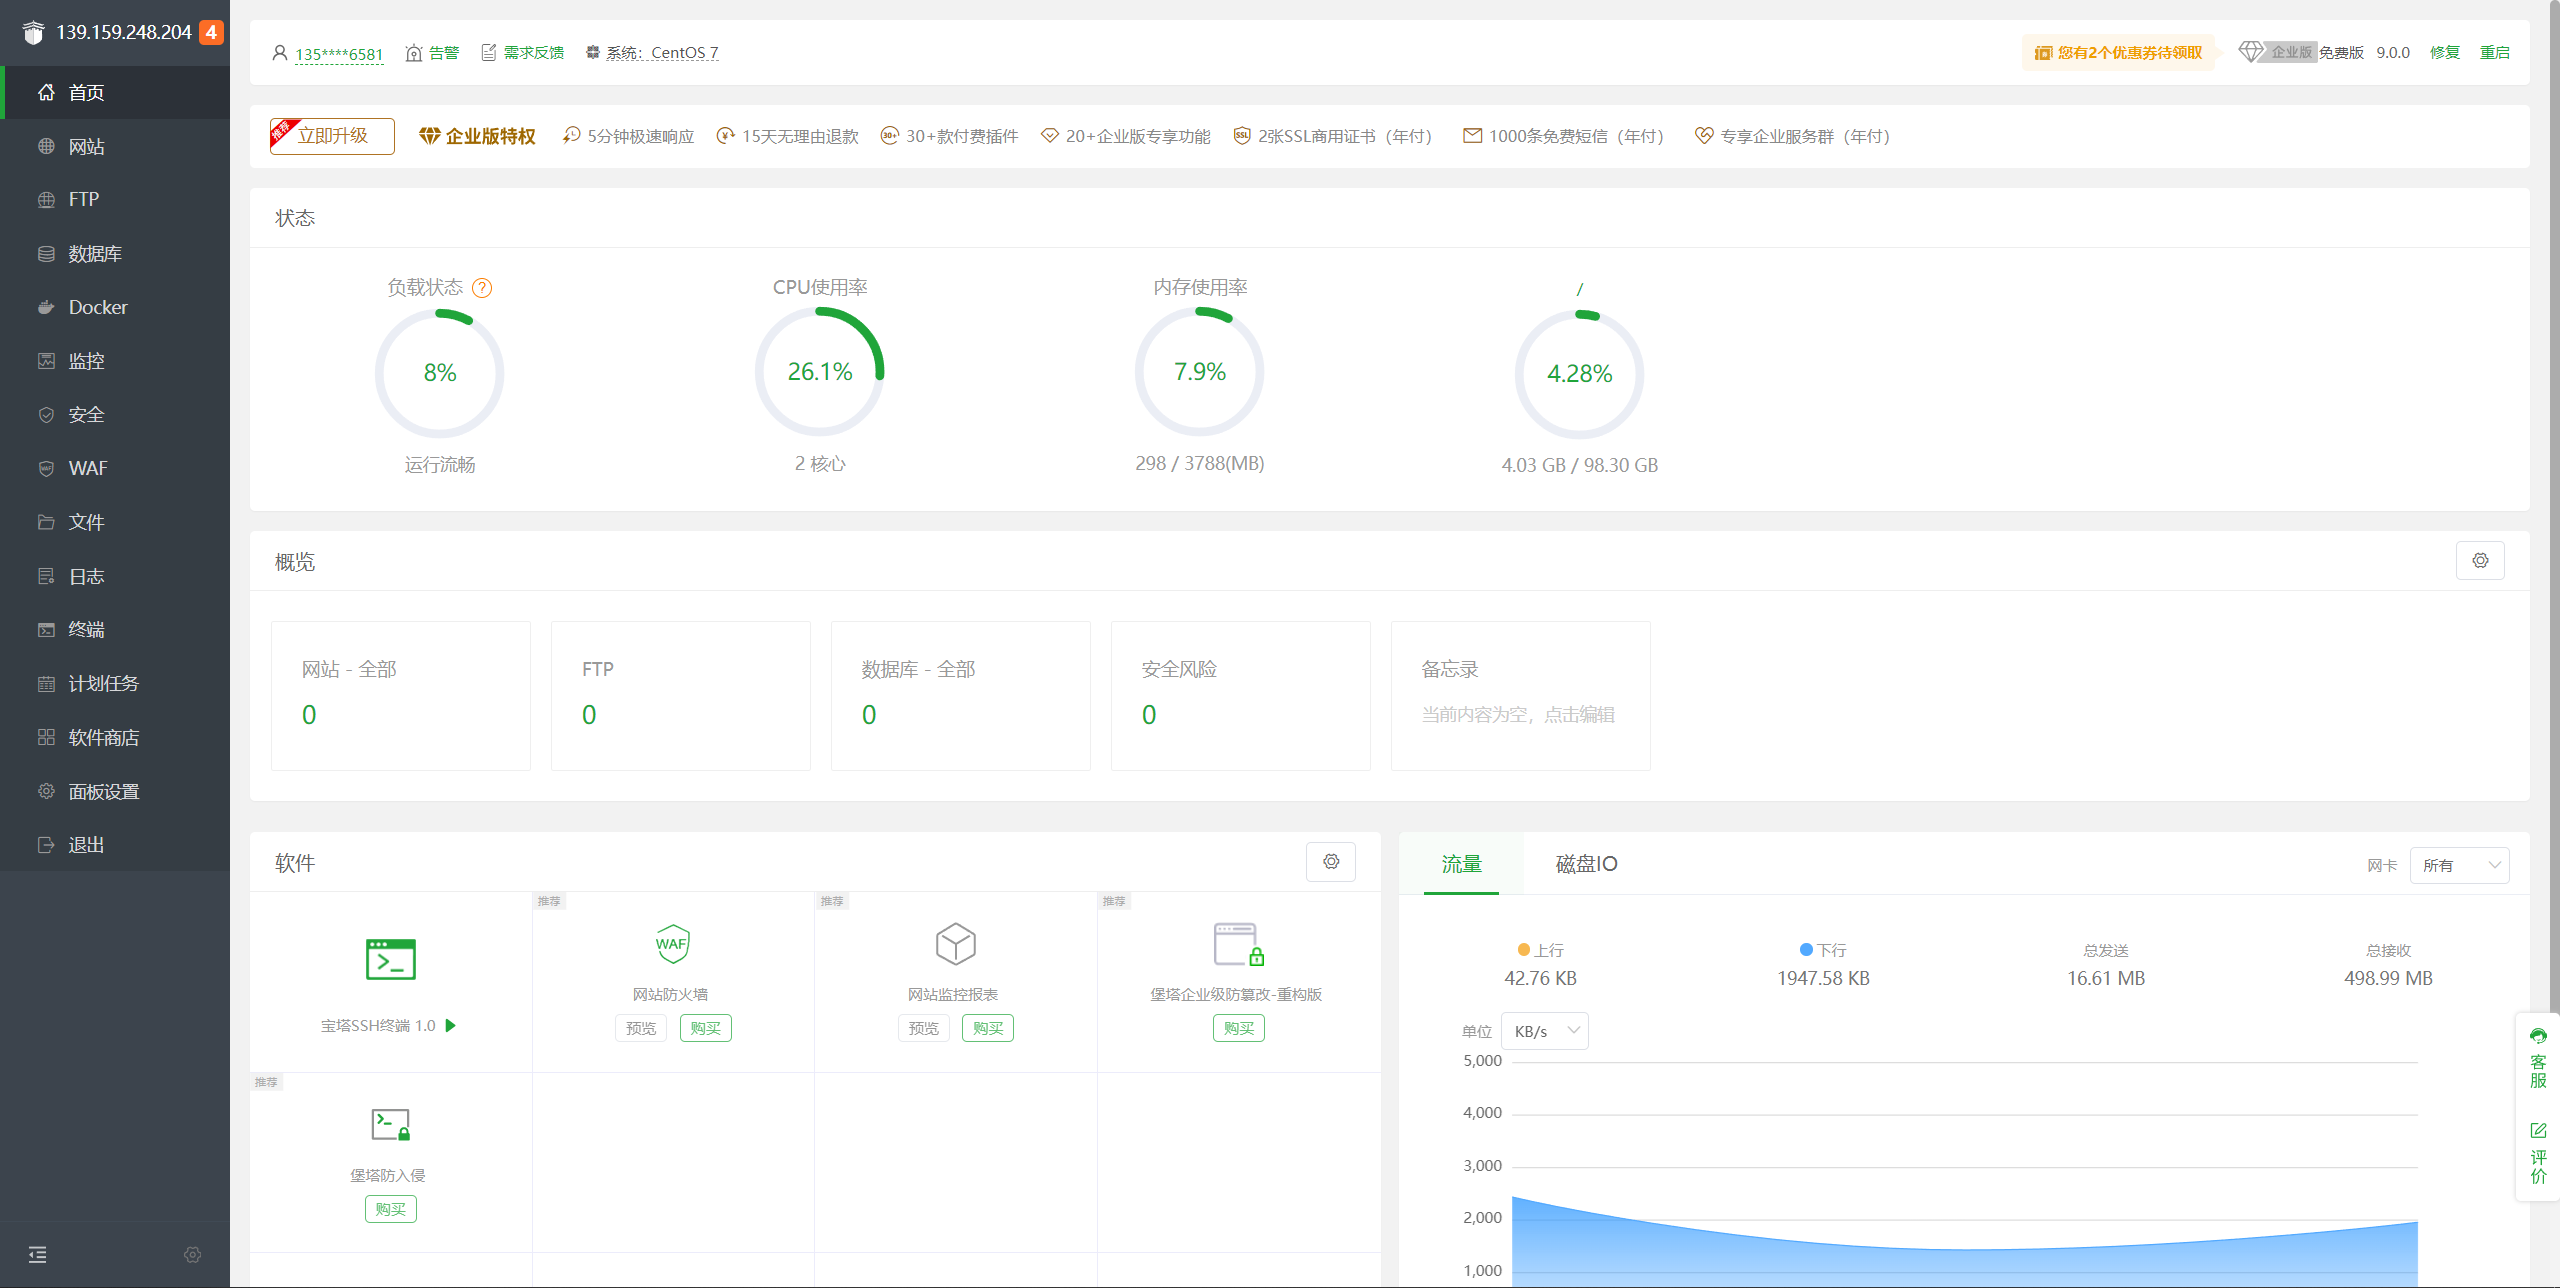 139.159.248.204 4
首页
网站
FTP
数据库
Docker
监控
安全
WAF
文件
日志
终端
计划任务
软件商店
面板设置
退出
135****6581 告警 需求反馈 系统：CentOS 7
您有2个优惠券待领取 企业版 免费版 9.0.0 修复 重启
推荐 立即升级 企业版特权 5分钟极速响应 15天无理由退款 30+ 30+款付费插件 20+企业版专享功能 SSL 2张SSL商用证书（年付） 1000条免费短信（年付） 专享企业服务群（年付）
状态
负载状态 ? CPU使用率 内存使用率 /
8% 26.1% 7.9% 4.28%
运行流畅 2 核心 298 / 3788(MB) 4.03 GB / 98.30 GB
概览
网站 - 全部 FTP 数据库 - 全部 安全风险 备忘录
0 0 0 0 当前内容为空，点击编辑
软件
推荐 推荐 推荐
WAF
网站防火墙 网站监控报表 堡塔企业级防篡改-重构版
宝塔SSH终端 1.0 预览 购买 预览 购买 购买
推荐
堡塔防入侵
购买
流量 磁盘IO 网卡 所有
上行 下行 总发送 总接收
42.76 KB 1947.58 KB 16.61 MB 498.99 MB
单位 KB/s
5,000
4,000
3,000
2,000
1,000
客服
评价